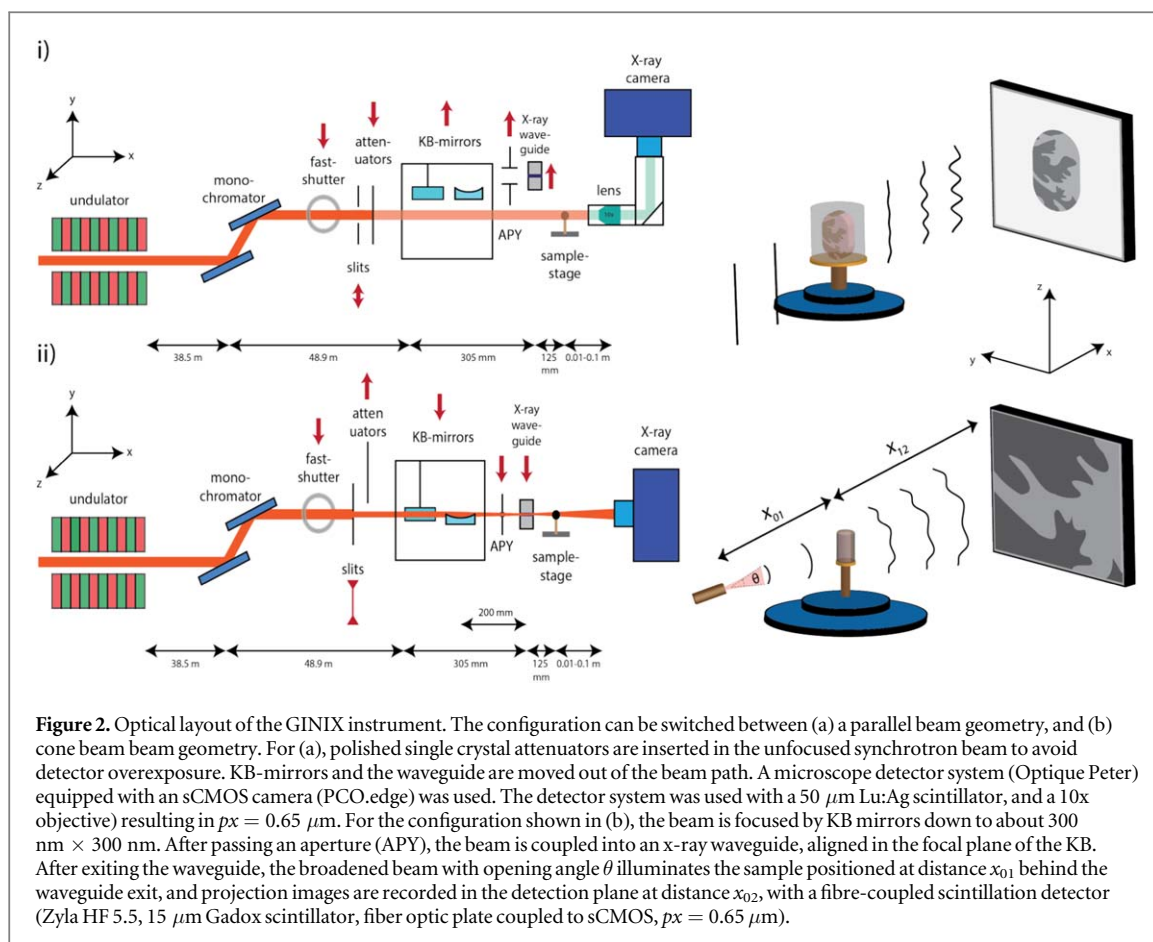 i)
X-ray
camera
y
x
z
undulator
mono-
chromator
fast-
shutter
atten-
uators
slits
KB-mirrors
X-ray
wave-
guide
APY
lens
10x
sample-
stage
38.5 m
48.9 m
305 mm
125
mm
0.01-0.1 m
z
y
x
ii)
y
x
z
undulator
mono-
chromator
fast-
shutter
atten
uators
slits
KB-mirrors
X-ray
wave-
guide
APY
X-ray
camera
sample-
stage
200 mm
38.5 m
48.9 m
305 mm
125
mm
0.01-0.1 m
x01
x12
θ
Figure 2. Optical layout of the GINIX instrument. The configuration can be switched between (a) a parallel beam geometry, and (b)
cone beam beam geometry. For (a), polished single crystal attenuators are inserted in the unfocused synchrotron beam to avoid
detector overexposure. KB-mirrors and the waveguide are moved out of the beam path. A microscope detector system (Optique Peter)
equipped with an sCMOS camera (PCO.edge) was used. The detector system was used with a 50 μm Lu:Ag scintillator, and a 10x
objective) resulting in px = 0.65 μm. For the configuration shown in (b), the beam is focused by KB mirrors down to about 300
nm × 300 nm. After passing an aperture (APY), the beam is coupled into an x-ray waveguide, aligned in the focal plane of the KB.
After exiting the waveguide, the broadened beam with opening angle θ illuminates the sample positioned at distance x01 behind the
waveguide exit, and projection images are recorded in the detection plane at distance x02, with a fibre-coupled scintillation detector
(Zyla HF 5.5, 15 μm Gadox scintillator, fiber optic plate coupled to sCMOS, px = 0.65 μm).